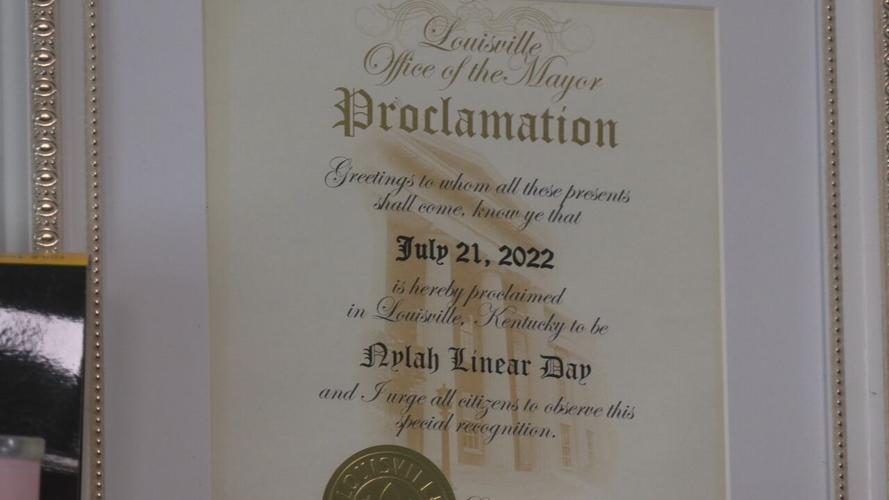 Louisville
Office of the Mayor
Proclamation
Greetings to whom all these presents
shall come, know ye that
July 21, 2022
is hereby proclaimed
in Louisville, Kentucky to be
Nylah Linear Day
and I urge all citizens to observe this
special recognition.
LOUISVILL